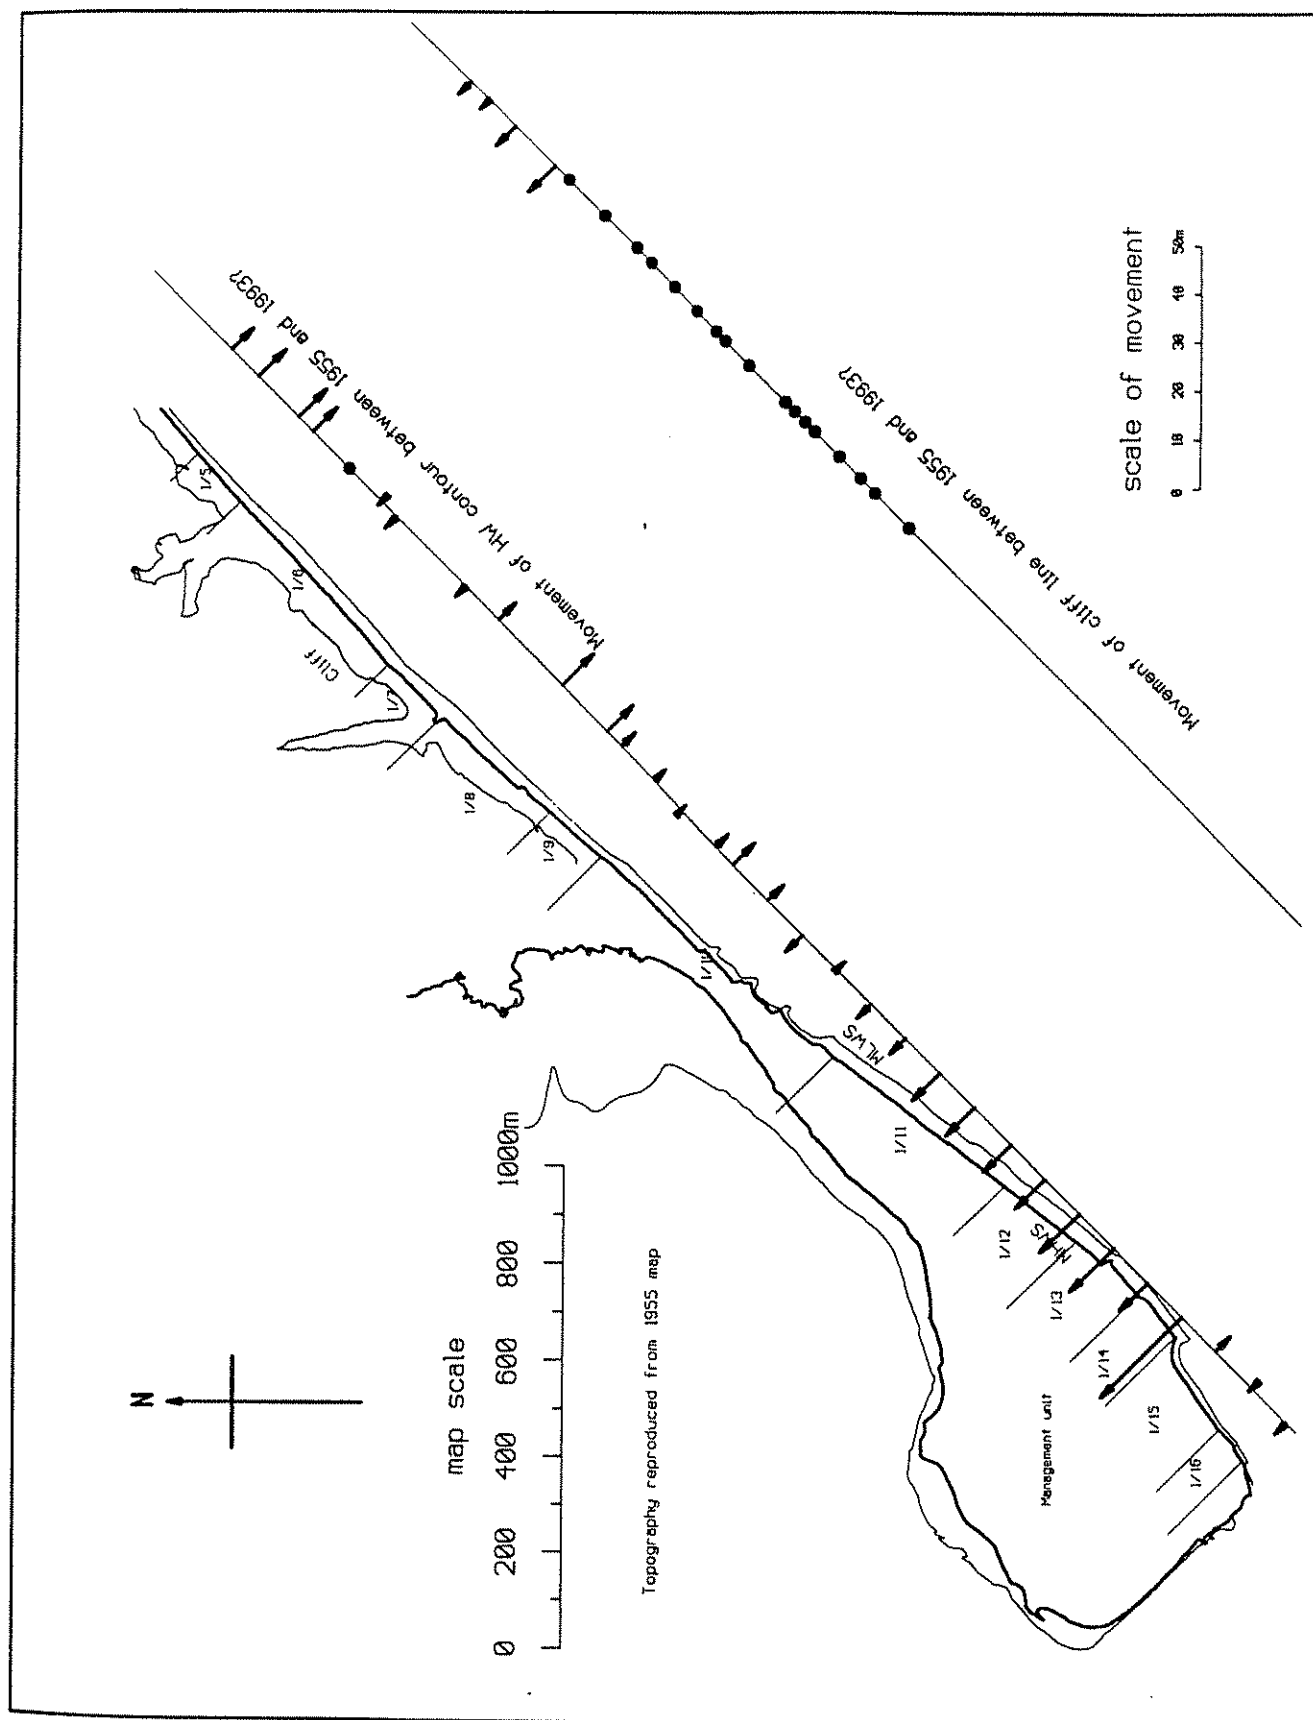 N
map scale
0 200 400 600 800 1000m
Topography reproduced from 1955 map
Movement of HW contour between 1955 and 1993?
Movement of cliff line between 1955 and 1993?
scale of movement
0 10 20 30 40 50m
Cliff
1/5
1/6
1/7
1/8
1/9
1/11
MLWS
1/12
MHWS
1/13
1/14
1/15
1/16
Management unit